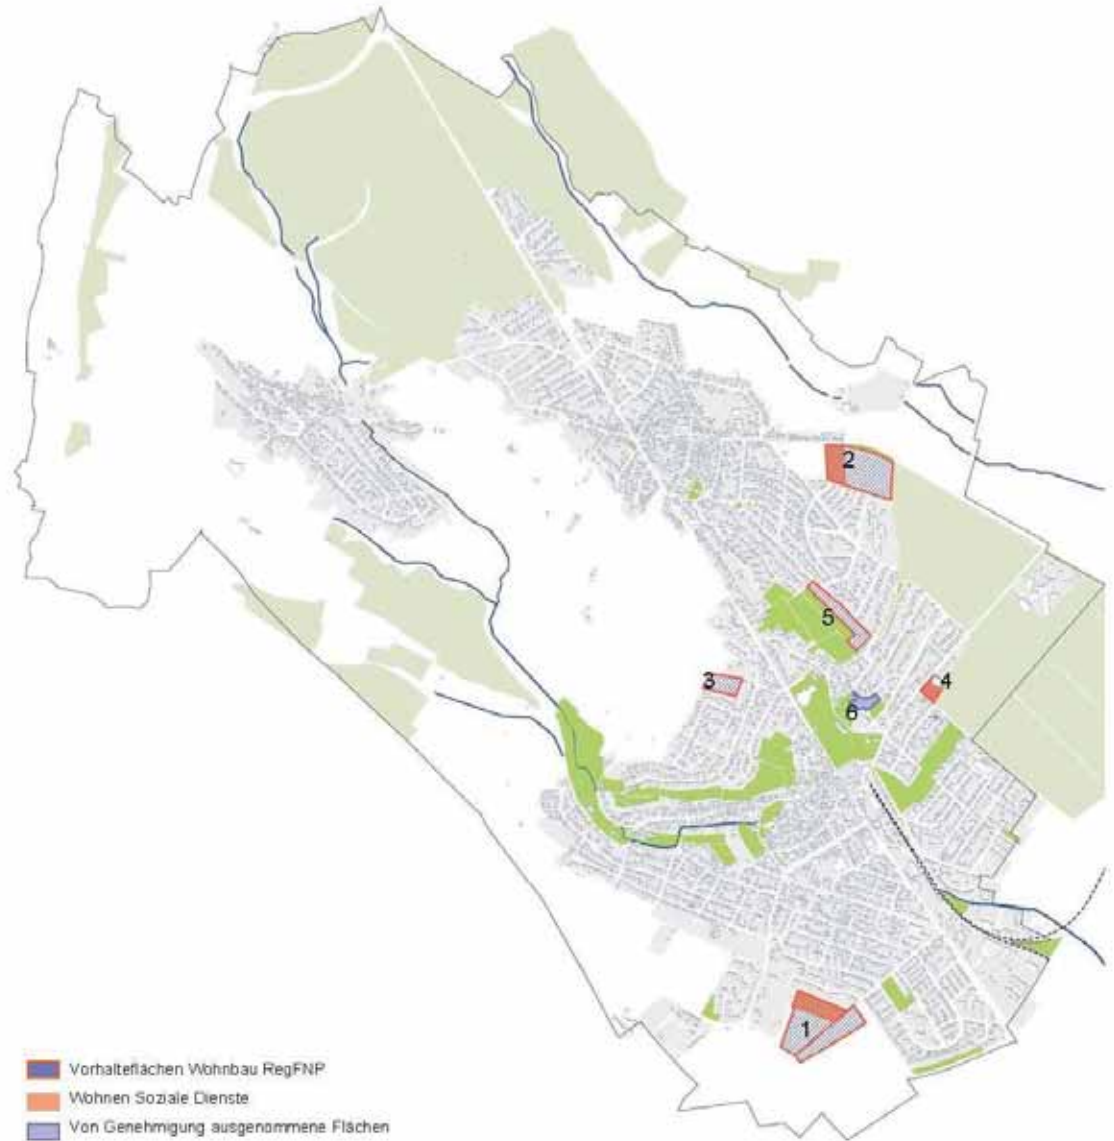 2
5
3
4
6
1
Vorhalteflächen Wohnbau RegFNP
Wohnen Soziale Dienste
Von Genehmigung ausgenommene Flächen